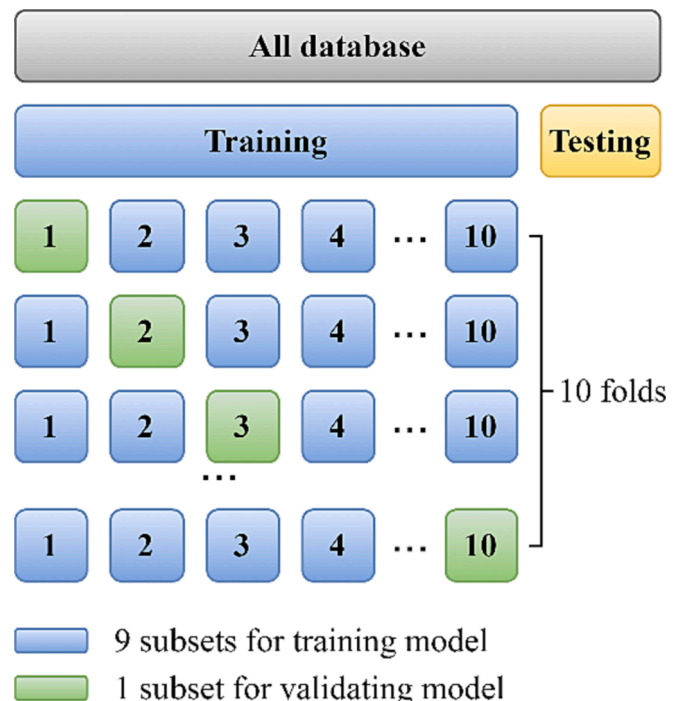 All database
Training Testing
1 2 3 4 ... 10
1 2 3 4 ... 10
10 folds
1 2 3 4 ... 10
...
1 2 3 4 ... 10
9 subsets for training model
1 subset for validating model